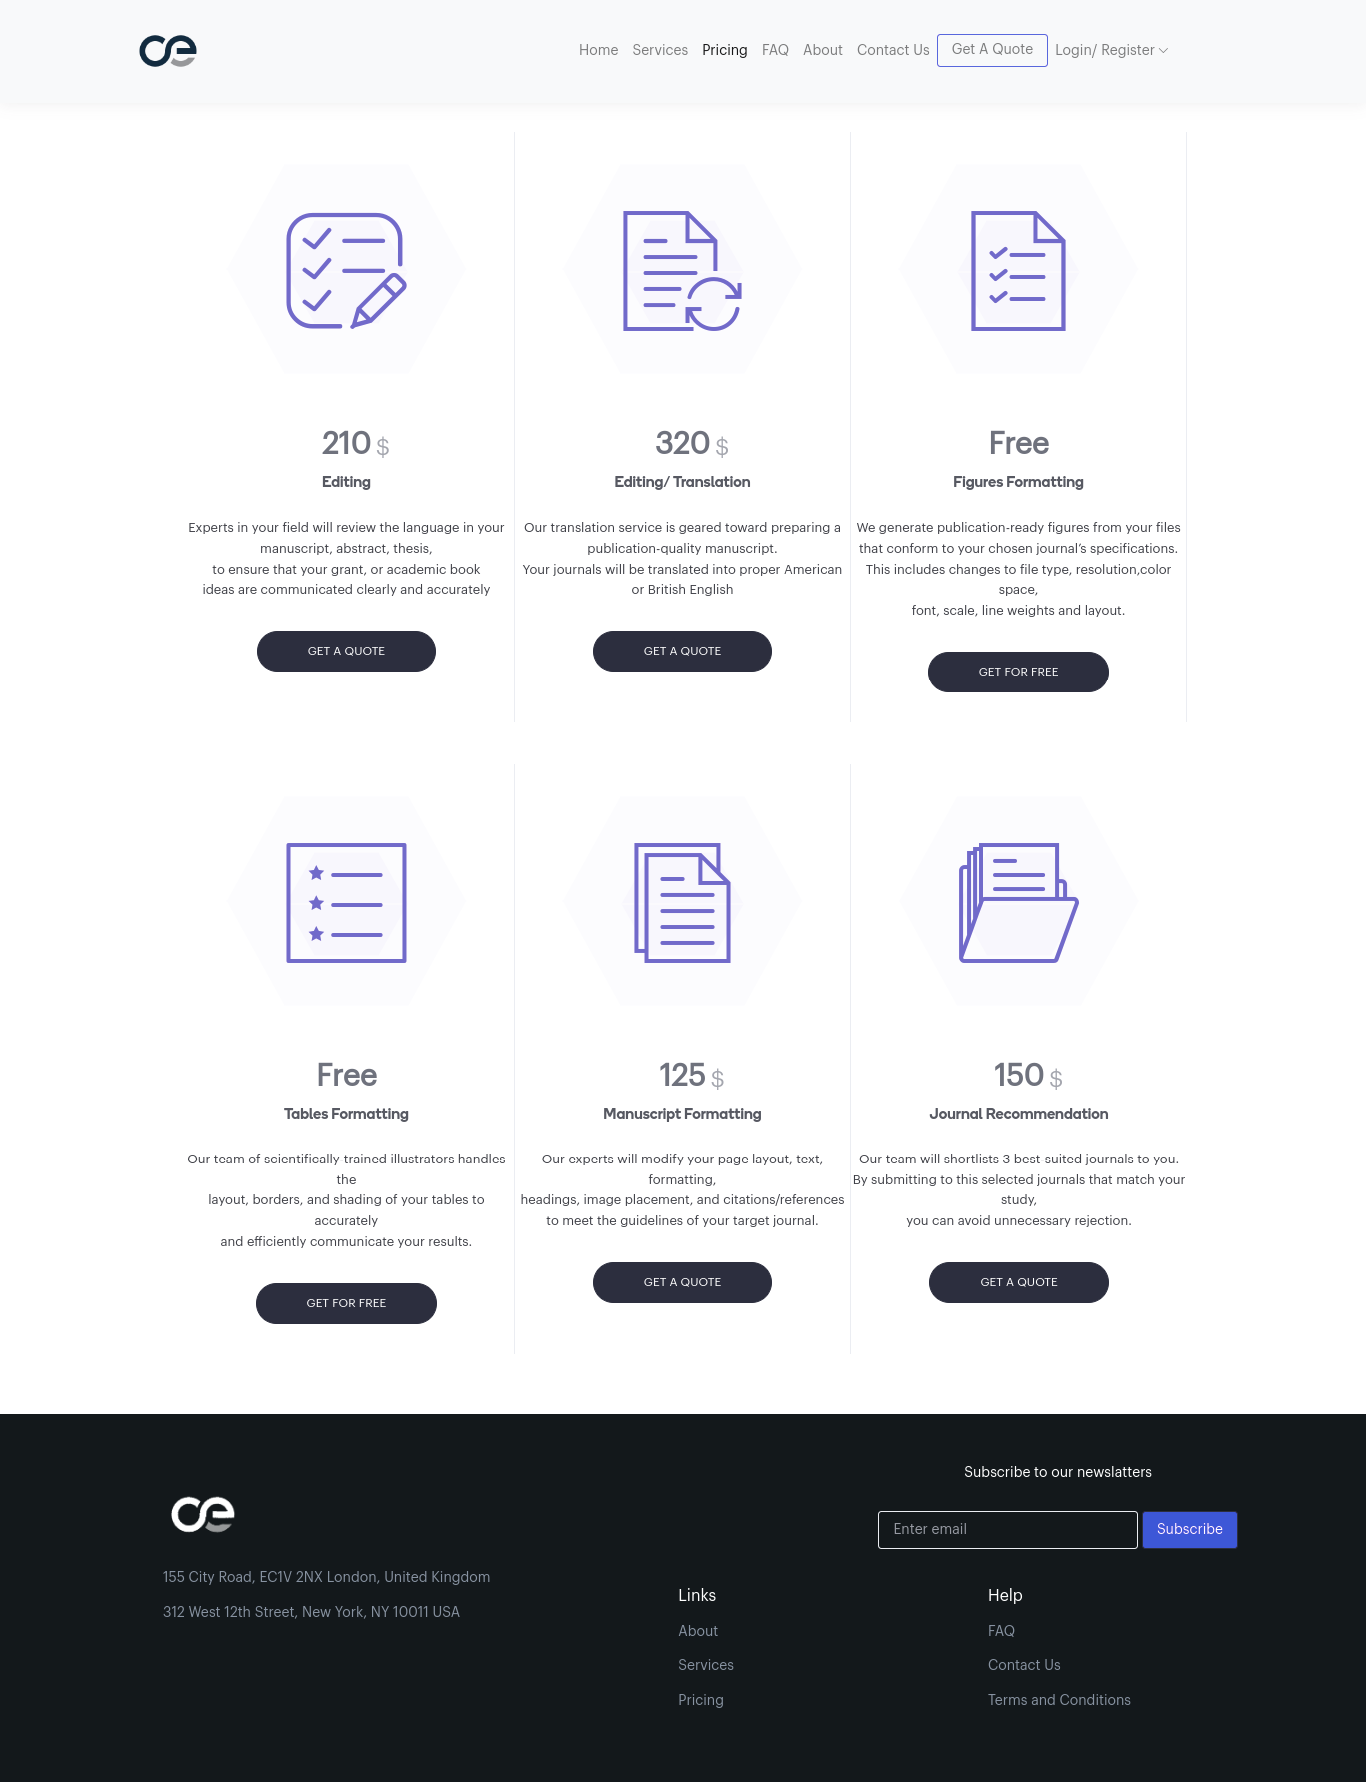 Home Services Pricing FAQ About Contact Us Get A Quote Login/ Register
210 $
Editing
Experts in your field will review the language in your
manuscript, abstract, thesis,
to ensure that your grant, or academic book
ideas are communicated clearly and accurately
GET A QUOTE
320 $
Editing/ Translation
Our translation service is geared toward preparing a
publication-quality manuscript.
Your journals will be translated into proper American
or British English
GET A QUOTE
Free
Figures Formatting
We generate publication-ready figures from your files
that conform to your chosen journal’s specifications.
This includes changes to file type, resolution,color
space,
font, scale, line weights and layout.
GET FOR FREE
Free
Tables Formatting
Our team of scientifically trained illustrators handles
the
layout, borders, and shading of your tables to
accurately
and efficiently communicate your results.
GET FOR FREE
125 $
Manuscript Formatting
Our experts will modify your page layout, text,
formatting,
headings, image placement, and citations/references
to meet the guidelines of your target journal.
GET A QUOTE
150 $
Journal Recommendation
Our team will shortlists 3 best-suited journals to you.
By submitting to this selected journals that match your
study,
you can avoid unnecessary rejection.
GET A QUOTE
155 City Road, EC1V 2NX London, United Kingdom
312 West 12th Street, New York, NY 10011 USA
Subscribe to our newslatters
Enter email
Subscribe
Links
About
Services
Pricing
Help
FAQ
Contact Us
Terms and Conditions